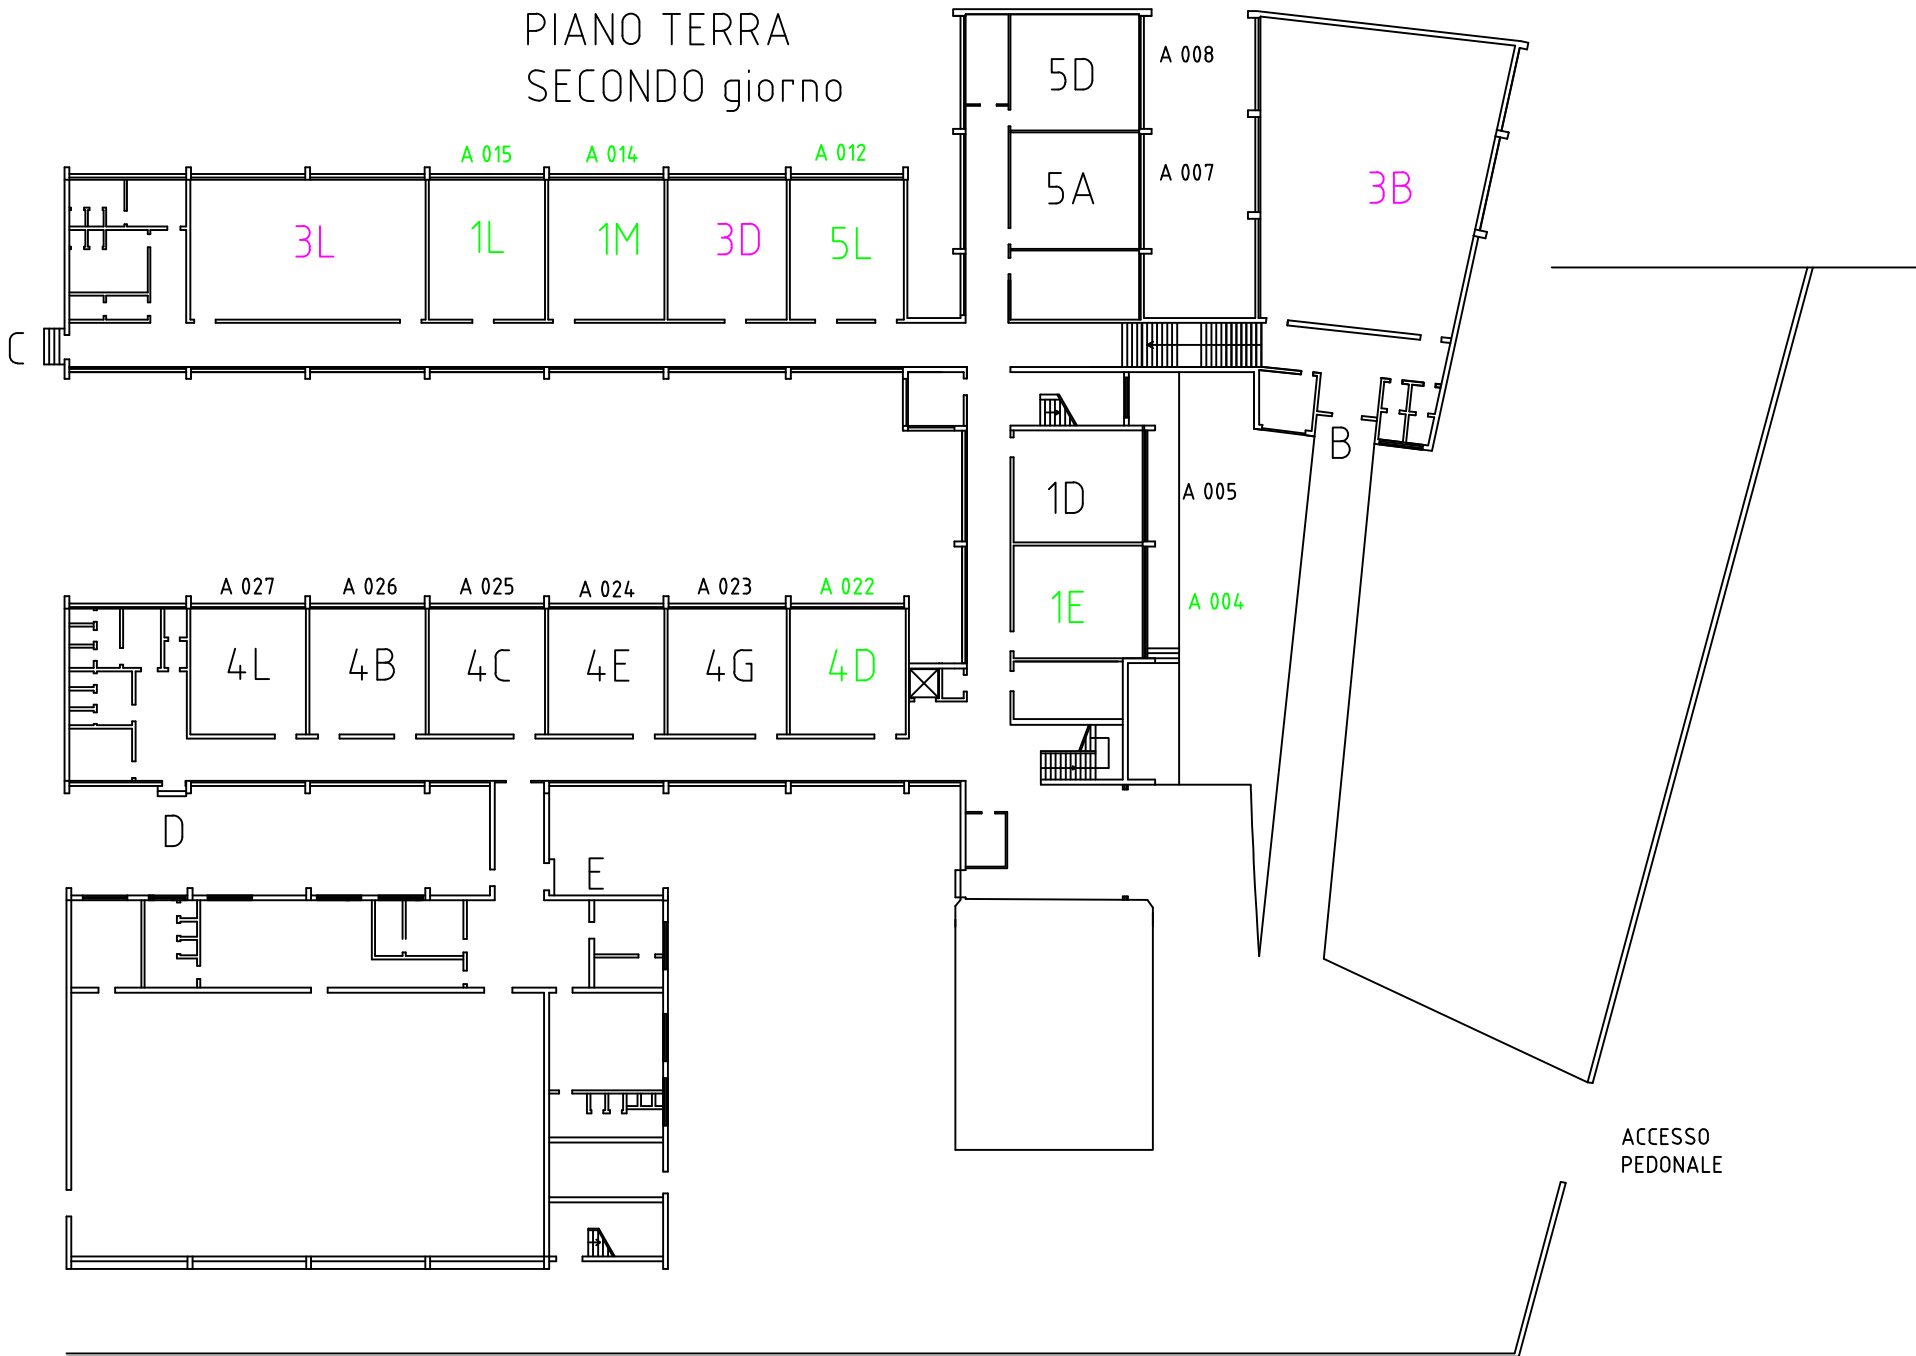 PIANO TERRA
SECONDO giorno
A 008
5D
A 015
A 014
A 012
A 007
5A
3B
3L
1L
1M
3D
5L
C
B
1D
A 005
A 027
A 026
A 025
A 024
A 023
A 022
1E
A 004
4L
4B
4C
4E
4G
4D
D
E
ACCESSO
PEDONALE